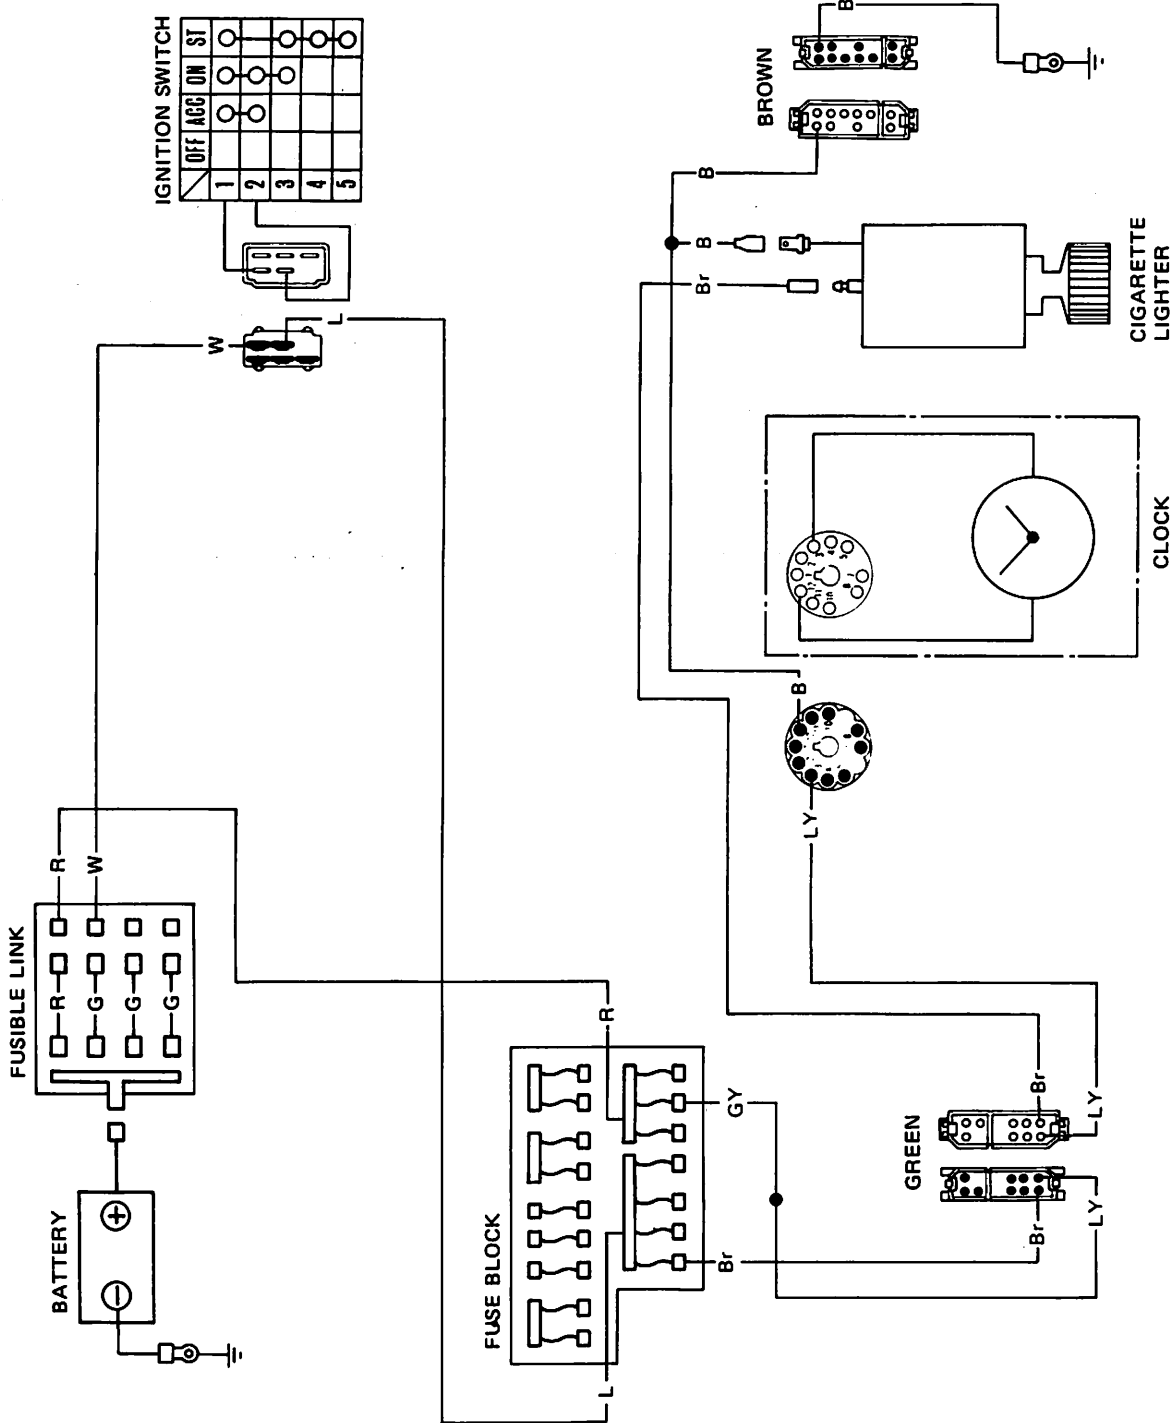 IGNITION SWITCH
OFF ACC ON ST
1
2
3
4
5
W
L
FUSIBLE LINK
R
G
G
G
R
W
BATTERY
+
−
FUSE BLOCK
R
L
Br
GY
GREEN
Br
LY
Br
LY
LY
B
CLOCK
CIGARETTE
LIGHTER
Br
B
B
BROWN
B